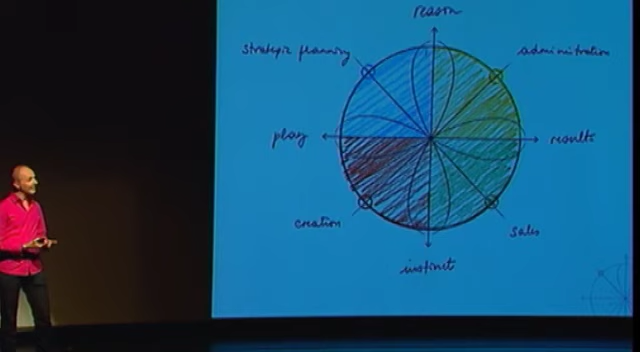 reason
strategic planning
administration
play
results
creation
sales
instinct